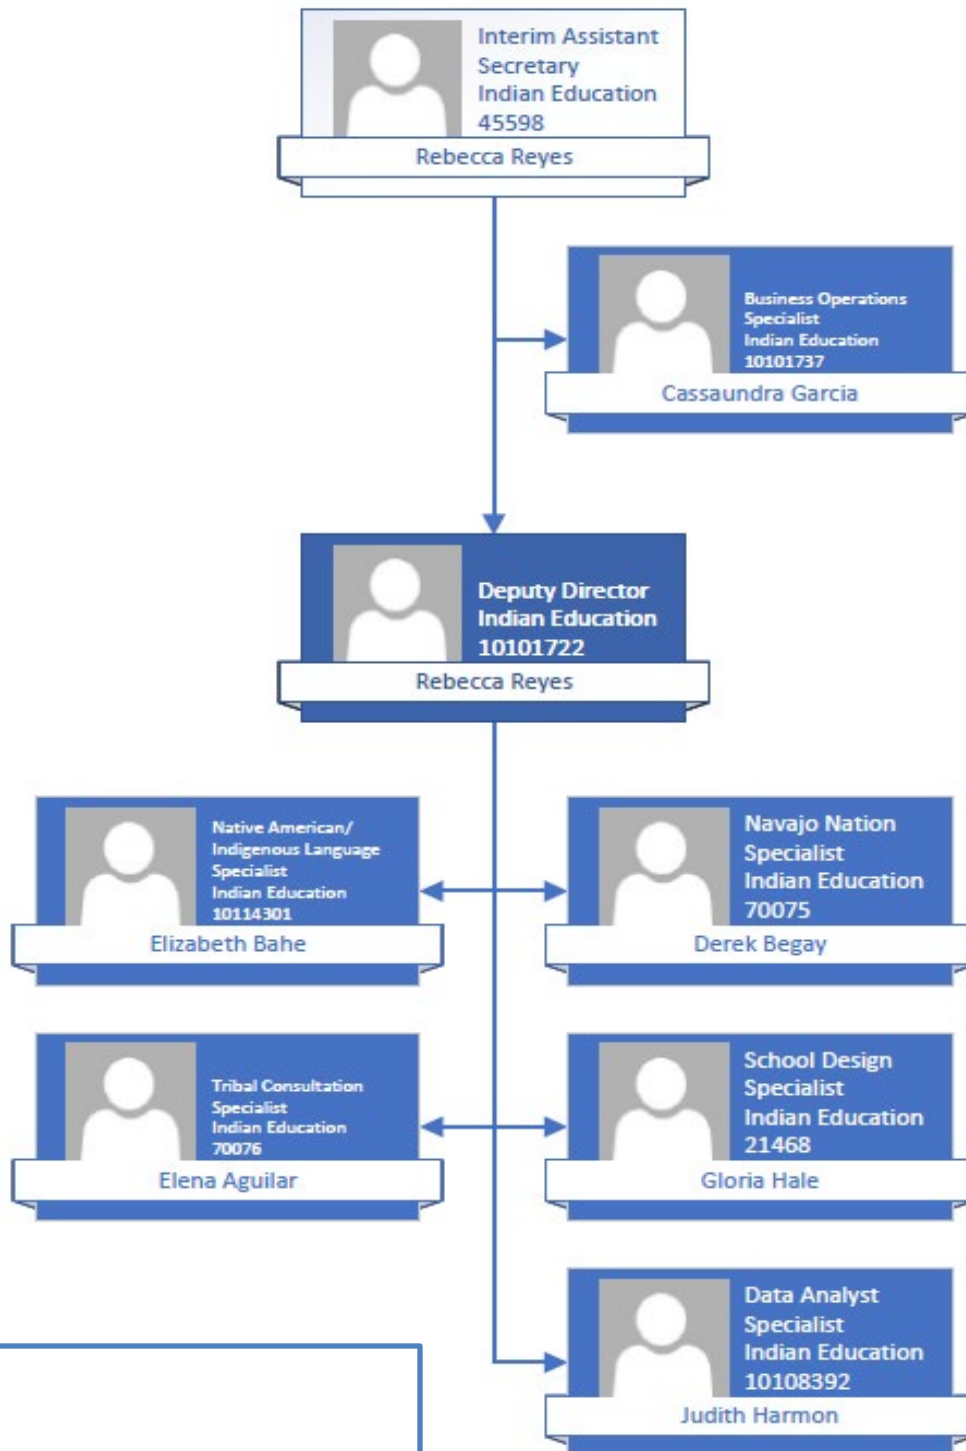 Interim Assistant
Secretary
Indian Education
45598
Rebecca Reyes
Business Operations
Specialist
Indian Education
10101737
Cassaundra Garcia
Deputy Director
Indian Education
10101722
Rebecca Reyes
Native American/
Indigenous Language
Specialist
Indian Education
10114301
Elizabeth Bahe
Navajo Nation
Specialist
Indian Education
70075
Derek Begay
Tribal Consultation
Specialist
Indian Education
70076
Elena Aguilar
School Design
Specialist
Indian Education
21468
Gloria Hale
Data Analyst
Specialist
Indian Education
10108392
Judith Harmon